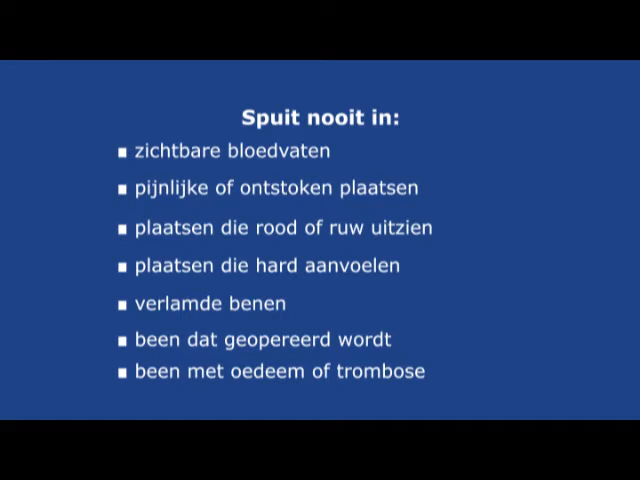 Spuit nooit in:
▪ zichtbare bloedvaten
▪ pijnlijke of ontstoken plaatsen
▪ plaatsen die rood of ruw uitzien
▪ plaatsen die hard aanvoelen
▪ verlamde benen
▪ been dat geopereerd wordt
▪ been met oedeem of trombose